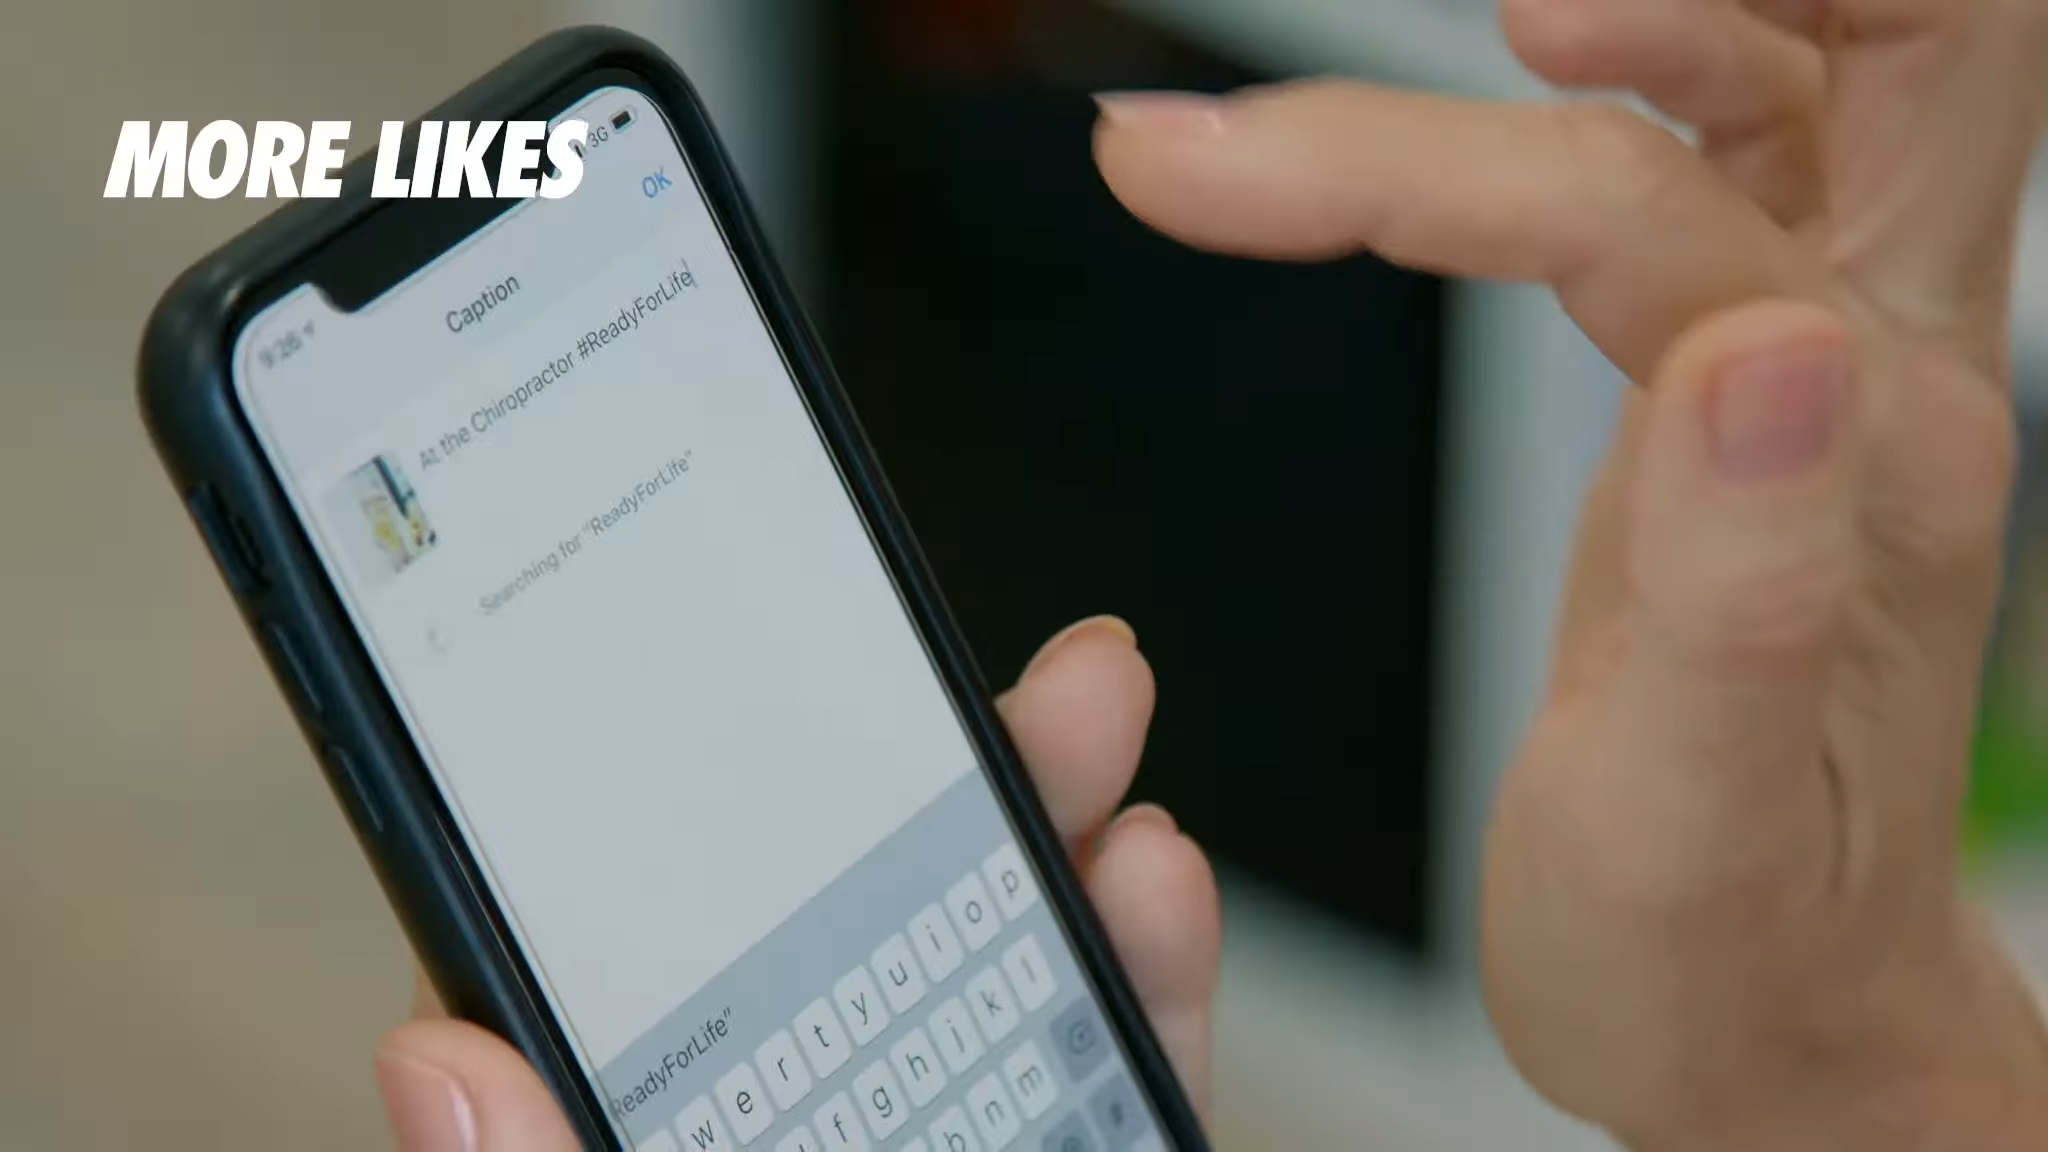 MORE LIKES
3G
9:26
OK
Caption
At the Chiropractor #ReadyForLife
Searching for "ReadyForLife"
ReadyForLife"
w e r t y u i o p
f g h j k l
b n m